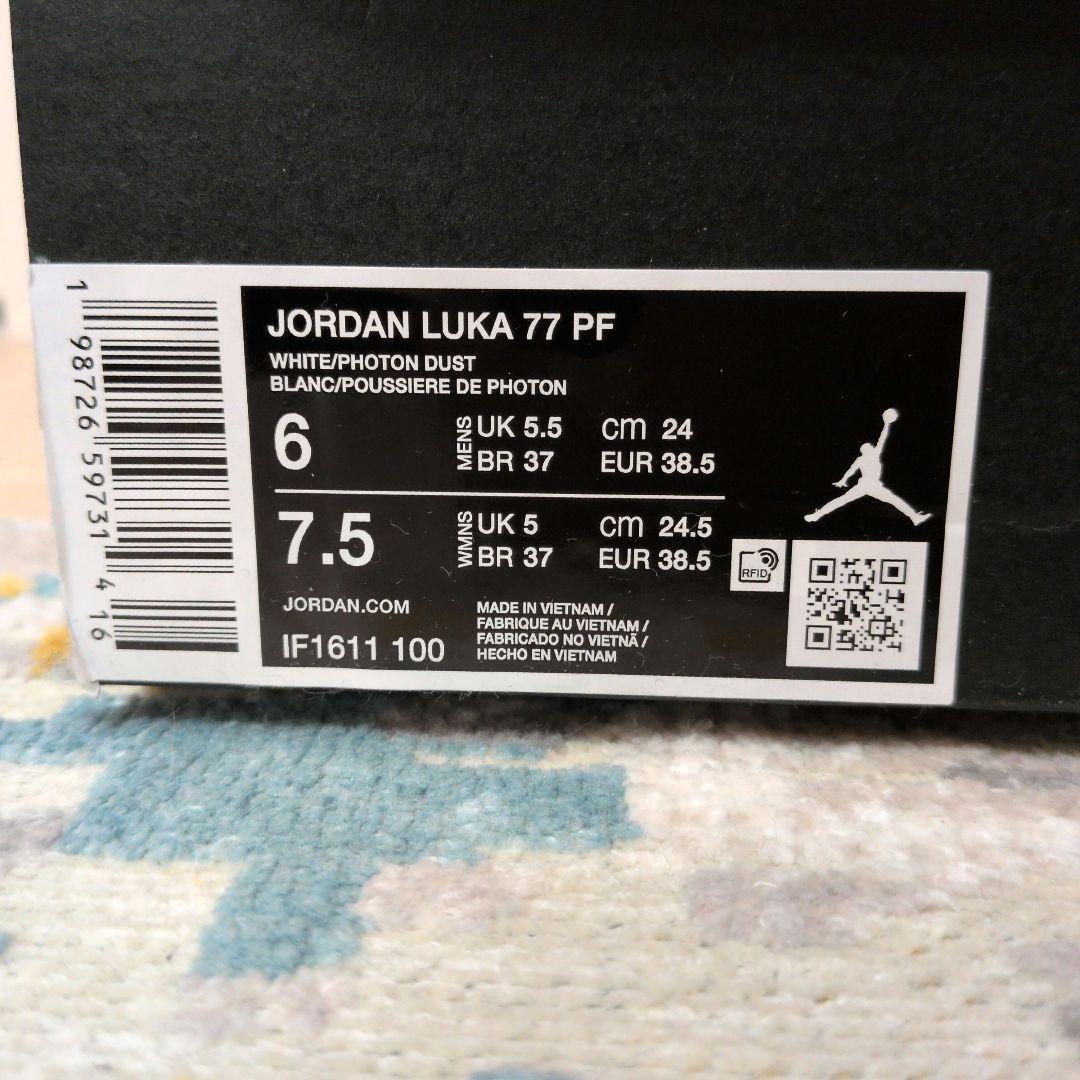 JORDAN LUKA 77 PF
WHITE/PHOTON DUST
BLANC/POUSSIERE DE PHOTON
6 MENS UK 5.5 cm 24
BR 37 EUR 38.5
7.5 WMNS UK 5 cm 24.5
BR 37 EUR 38.5
RFID
JORDAN.COM
IF1611 100
MADE IN VIETNAM /
FABRIQUE AU VIETNAM /
FABRICADO NO VIETNÃ /
HECHO EN VIETNAM
1 98726 59731 4 16